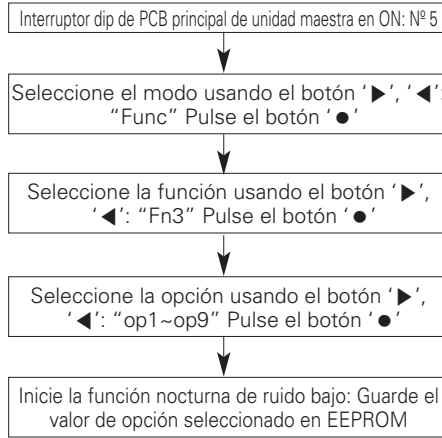 Interruptor dip de PCB principal de unidad maestra en ON: Nº 5
Seleccione el modo usando el botón ‘▶’, ‘◀’:
“Func” Pulse el botón ‘●’
Seleccione la función usando el botón ‘▶’,
‘◀’: “Fn3” Pulse el botón ‘●’
Seleccione la opción usando el botón ‘▶’,
‘◀’: “op1~op9” Pulse el botón ‘●’
Inicie la función nocturna de ruido bajo: Guarde el
valor de opción seleccionado en EEPROM